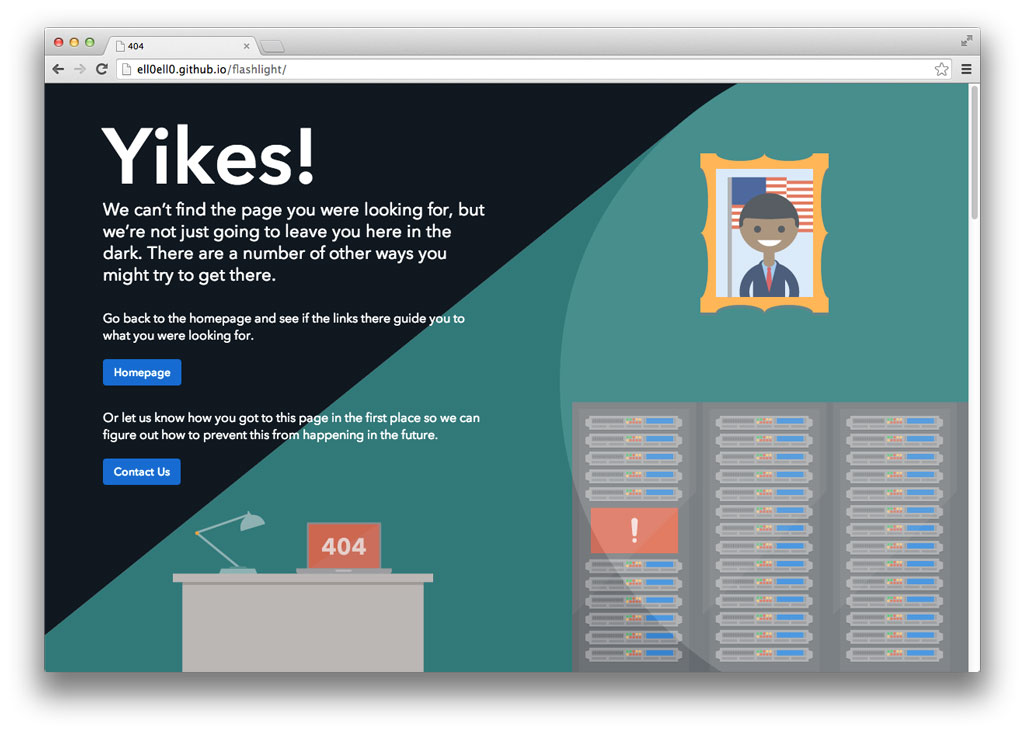 404
ell0ell0.github.io/flashlight/
Yikes!
We can’t find the page you were looking for, but
we’re not just going to leave you here in the
dark. There are a number of other ways you
might try to get there.
Go back to the homepage and see if the links there guide you to
what you were looking for.
Homepage
Or let us know how you got to this page in the first place so we can
figure out how to prevent this from happening in the future.
Contact Us
404
!